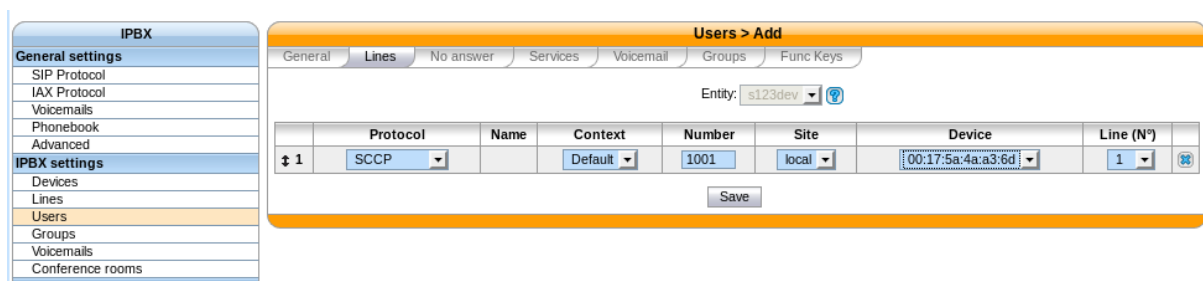 IPBX
General settings
SIP Protocol
IAX Protocol
Voicemails
Phonebook
Advanced
IPBX settings
Devices
Lines
Users
Groups
Voicemails
Conference rooms
Users > Add
General Lines No answer Services Voicemail Groups Func Keys
Entity: s123dev ?
Protocol Name Context Number Site Device Line (N°)
1 SCCP Default 1001 local 00:17:5a:4a:a3:6d 1
Save